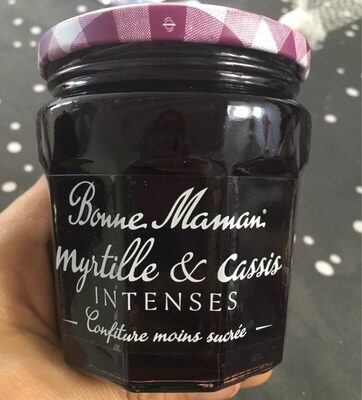 Bonne Maman
Myrtille & Cassis
INTENSES
Confiture moins sucrée